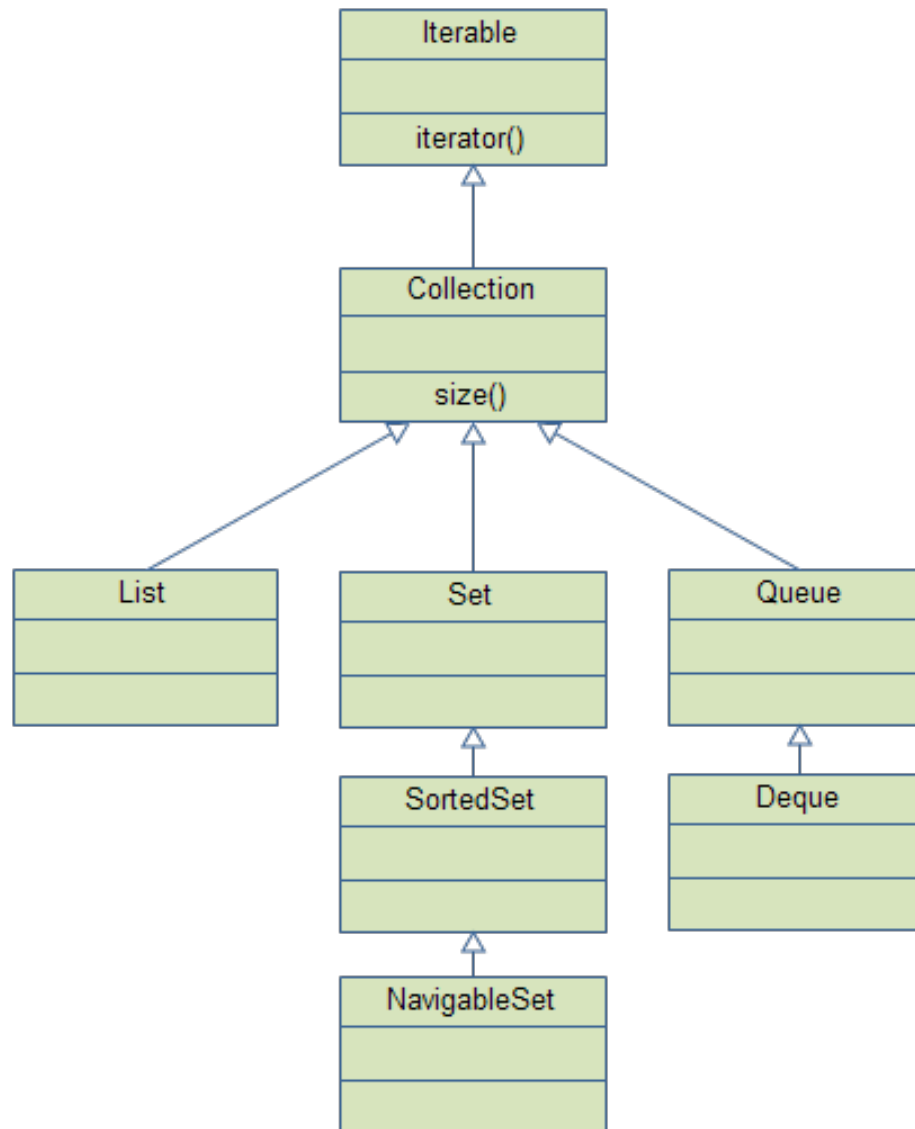 Iterable
iterator()
Collection
size()
List
Set
Queue
SortedSet
Deque
NavigableSet